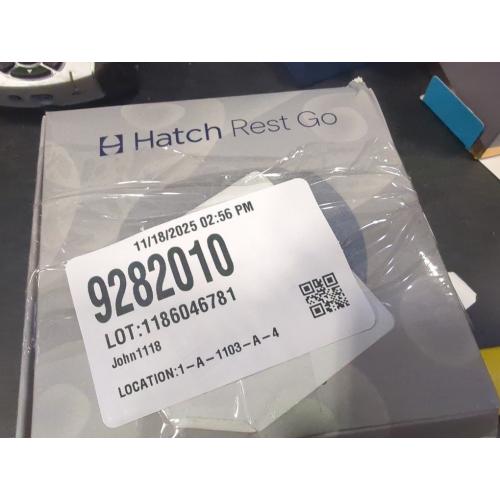 Hatch Rest Go
11/18/2025 02:56 PM
9282010
LOT:1186046781
John1118
LOCATION:1-A-1103-A-4